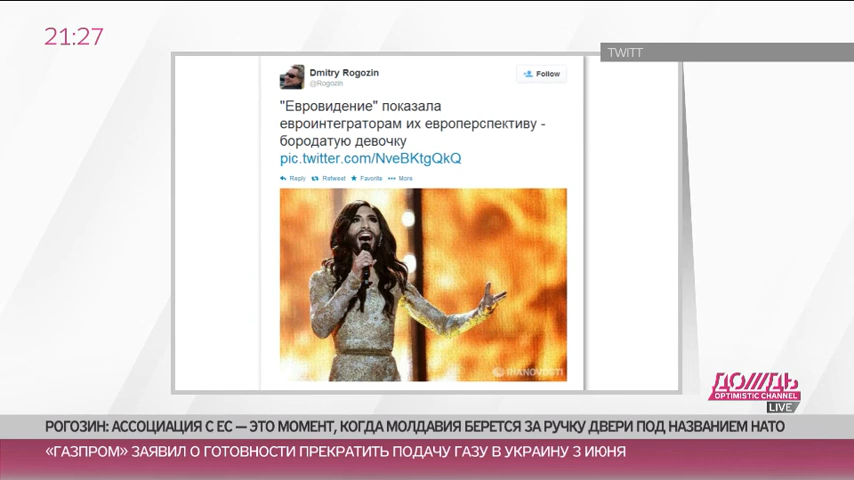 21:27
TWITT
Dmitry Rogozin
@Rogozin
Follow
"Евровидение" показала
евроинтеграторам их европерспективу -
бородатую девочку
pic.twitter.com/NveBKtgQkQ
Reply Retweet Favorite More
РИАНОВОСТИ
ДОЖДЬ
OPTIMISTIC CHANNEL
LIVE
РОГОЗИН: АССОЦИАЦИЯ С ЕС — ЭТО МОМЕНТ, КОГДА МОЛДАВИЯ БЕРЕТСЯ ЗА РУЧКУ ДВЕРИ ПОД НАЗВАНИЕМ НАТО
«ГАЗПРОМ» ЗАЯВИЛ О ГОТОВНОСТИ ПРЕКРАТИТЬ ПОДАЧУ ГАЗУ В УКРАИНУ 3 ИЮНЯ